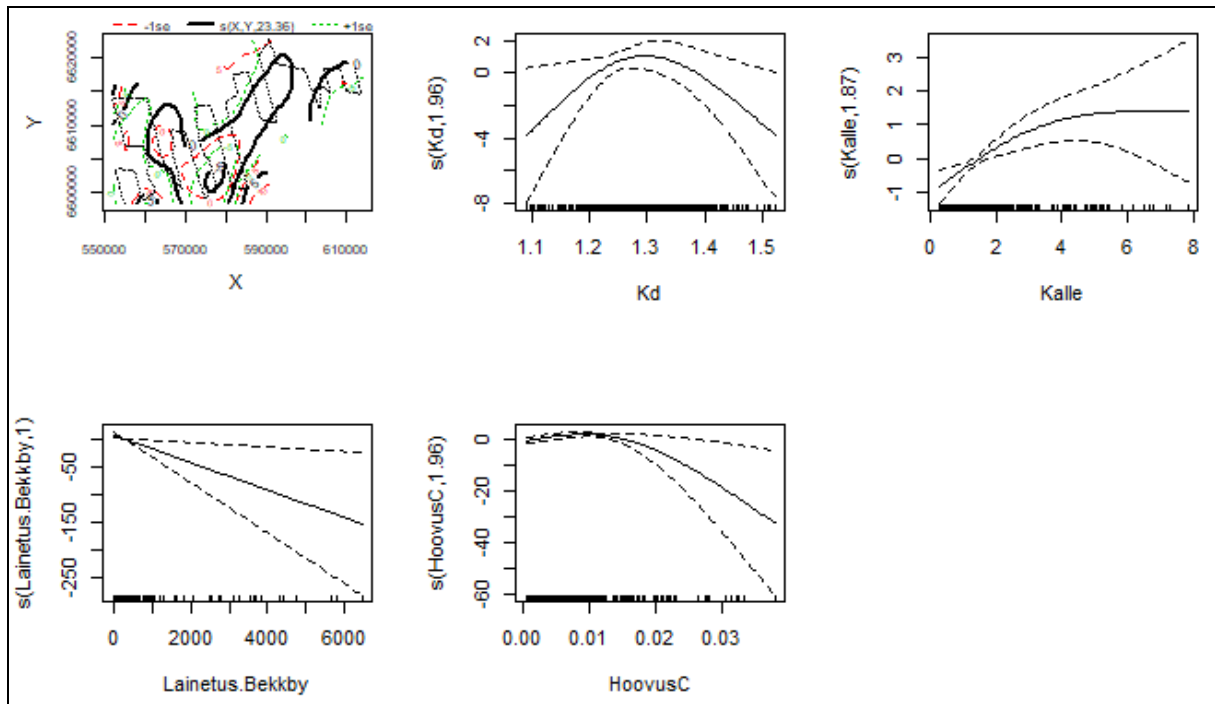 -1se s(X,Y,23.36) +1se
Y
6600000 6610000 6620000
550000 570000 590000 610000
X
s(Kd,1.96)
2
0
-4
-8
1.1 1.2 1.3 1.4 1.5
Kd
s(Kalle,1.87)
3
2
1
0
-1
0 2 4 6 8
Kalle
s(Lainetus.Bekkby,1)
-50
-150
-250
0 2000 4000 6000
Lainetus.Bekkby
s(HoovusC,1.96)
0
-20
-40
-60
0.00 0.01 0.02 0.03
HoovusC